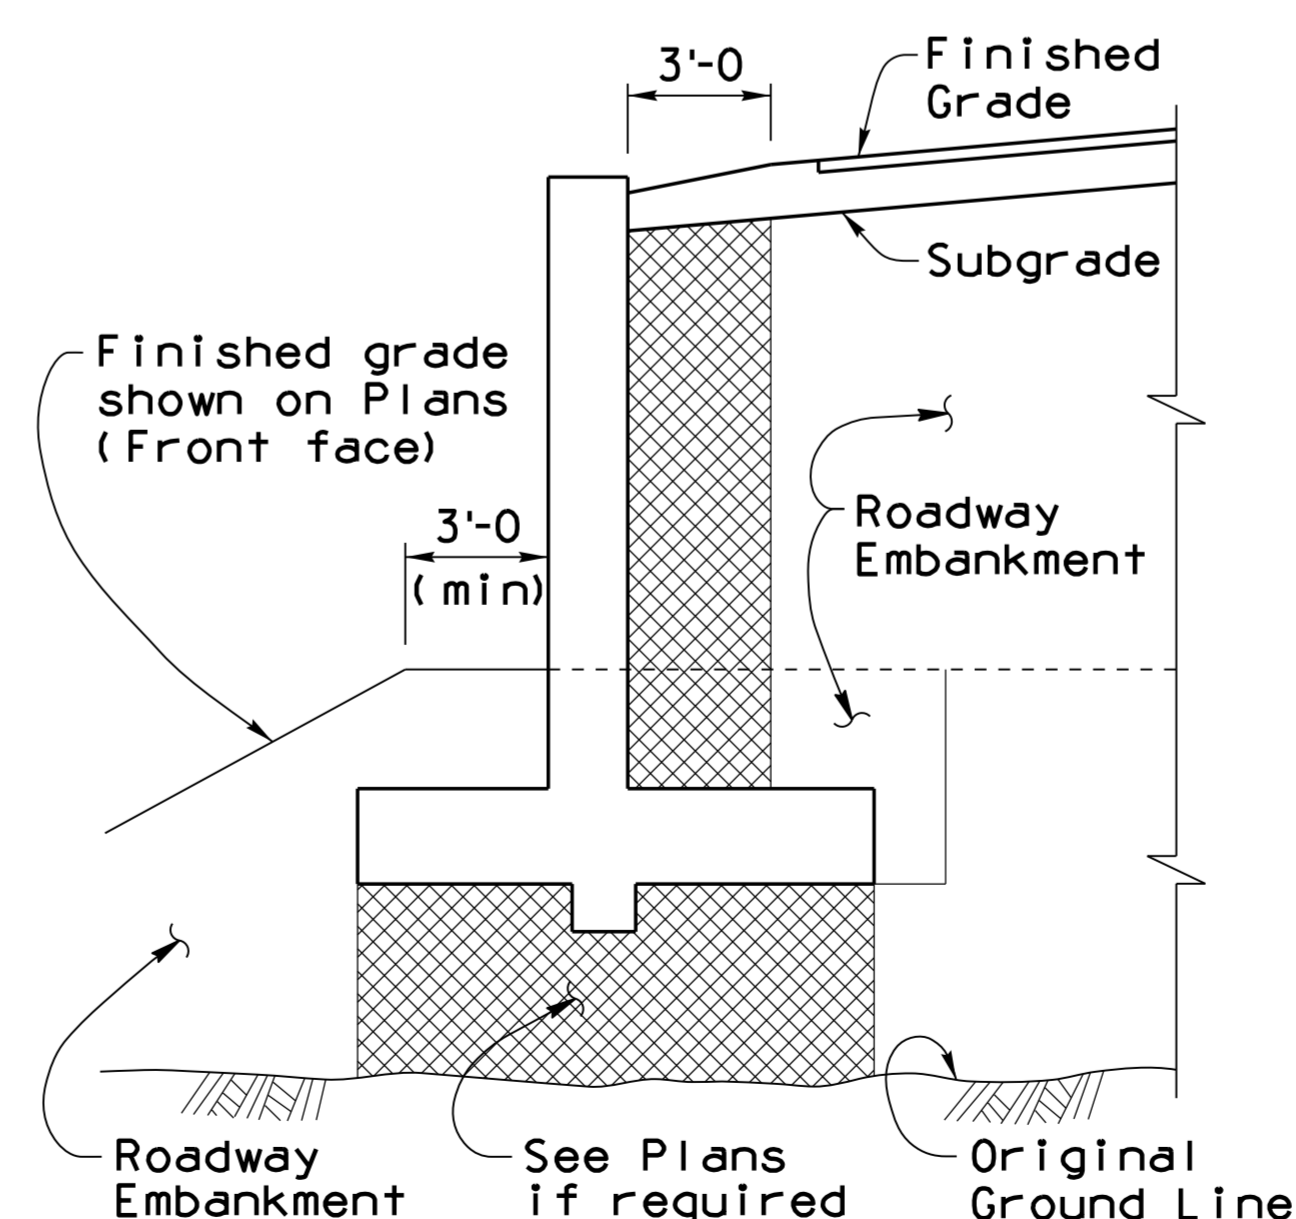 3'-0
Finished
Grade
Subgrade
Finished grade
shown on Plans
(Front face)
3'-0
(min)
Roadway
Embankment
Roadway
Embankment
See Plans
if required
Original
Ground Line